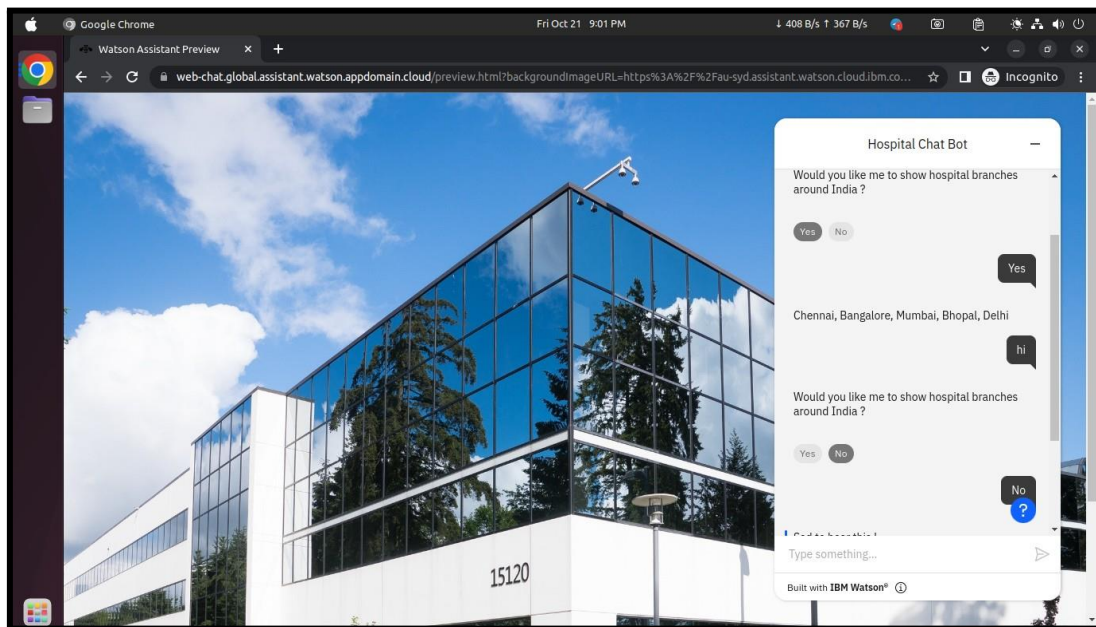 Google Chrome
Fri Oct 21 9:01 PM
↓ 408 B/s ↑ 367 B/s
Watson Assistant Preview
web-chat.global.assistant.watson.appdomain.cloud/preview.html?backgroundImageURL=https%3A%2F%2Fau-syd.assistant.watson.cloud.ibm.co...
Incognito
Hospital Chat Bot
Would you like me to show hospital branches
around India ?
Yes No
Yes
Chennai, Bangalore, Mumbai, Bhopal, Delhi
hi
Would you like me to show hospital branches
around India ?
Yes No
No
?
Sad to hear this !
Type something...
Built with IBM Watson®
15120